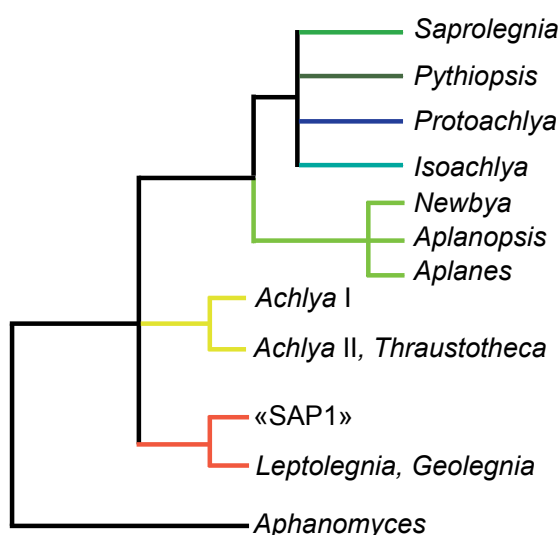 Saprolegnia
Pythiopsis
Protoachlya
Isoachlya
Newbya
Aplanopsis
Aplanes
Achlya I
Achlya II, Thraustotheca
«SAP1»
Leptolegnia, Geolegnia
Aphanomyces